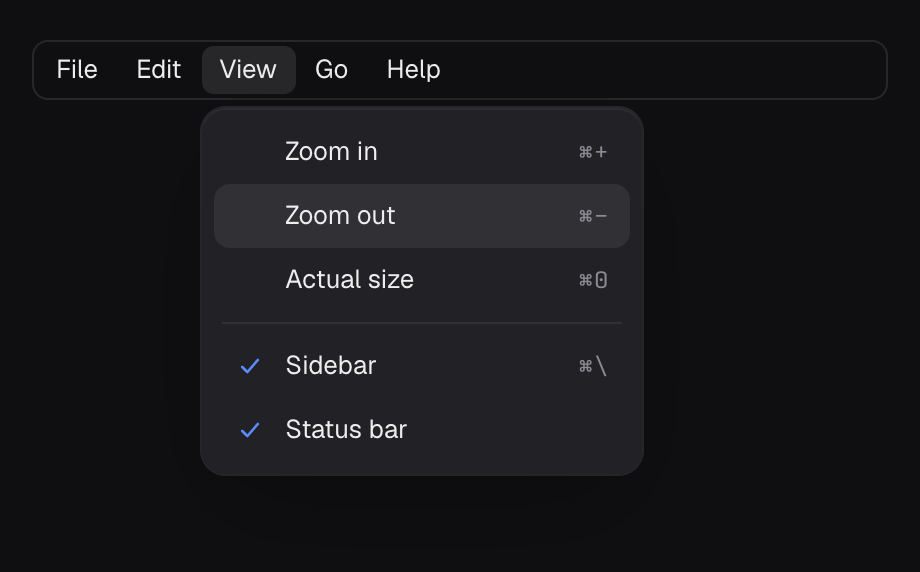 File Edit View Go Help
Zoom in ⌘+
Zoom out ⌘−
Actual size ⌘0
Sidebar ⌘\
Status bar